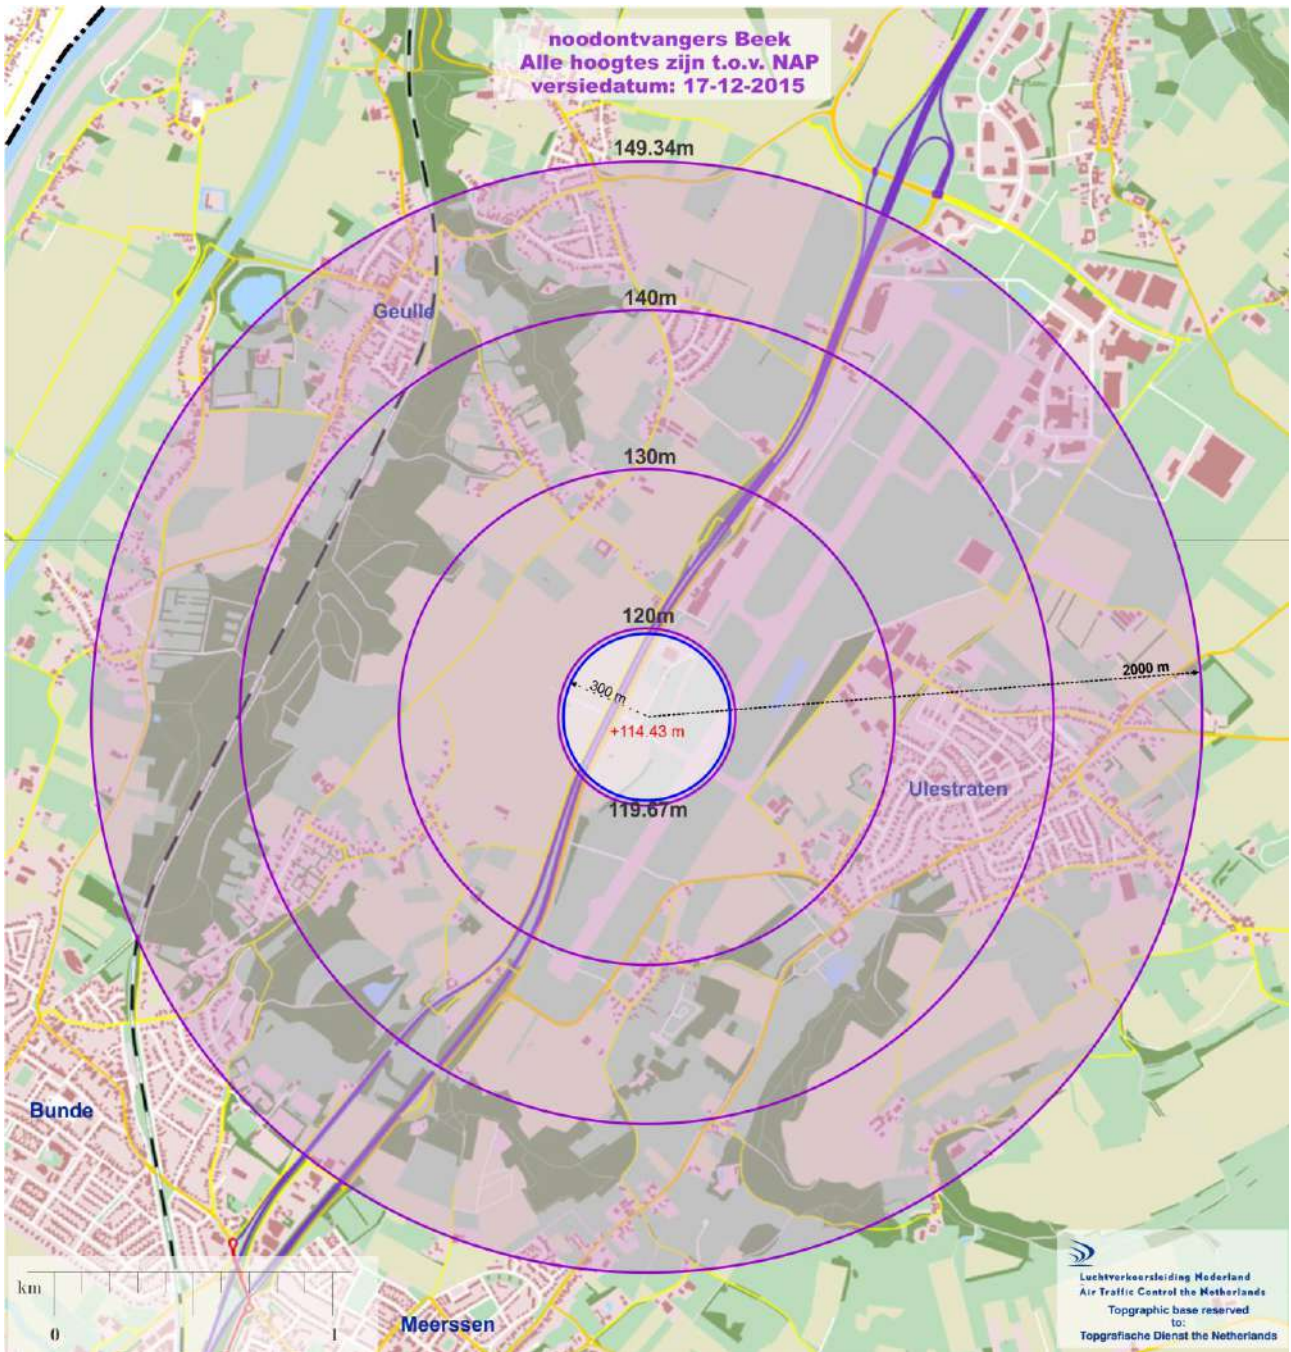 noodontvangers Beek
Alle hoogtes zijn t.o.v. NAP
versiedatum: 17-12-2015
149.34m
140m
Geulle
130m
120m
2000 m
300 m
+114.43 m
Ulestraten
119.67m
Bunde
km
0
1
Meerssen
Luchtverkeersleiding Nederland
Air Traffic Control the Netherlands
Topgraphic base reserved
to:
Topgrafische Dienst the Netherlands